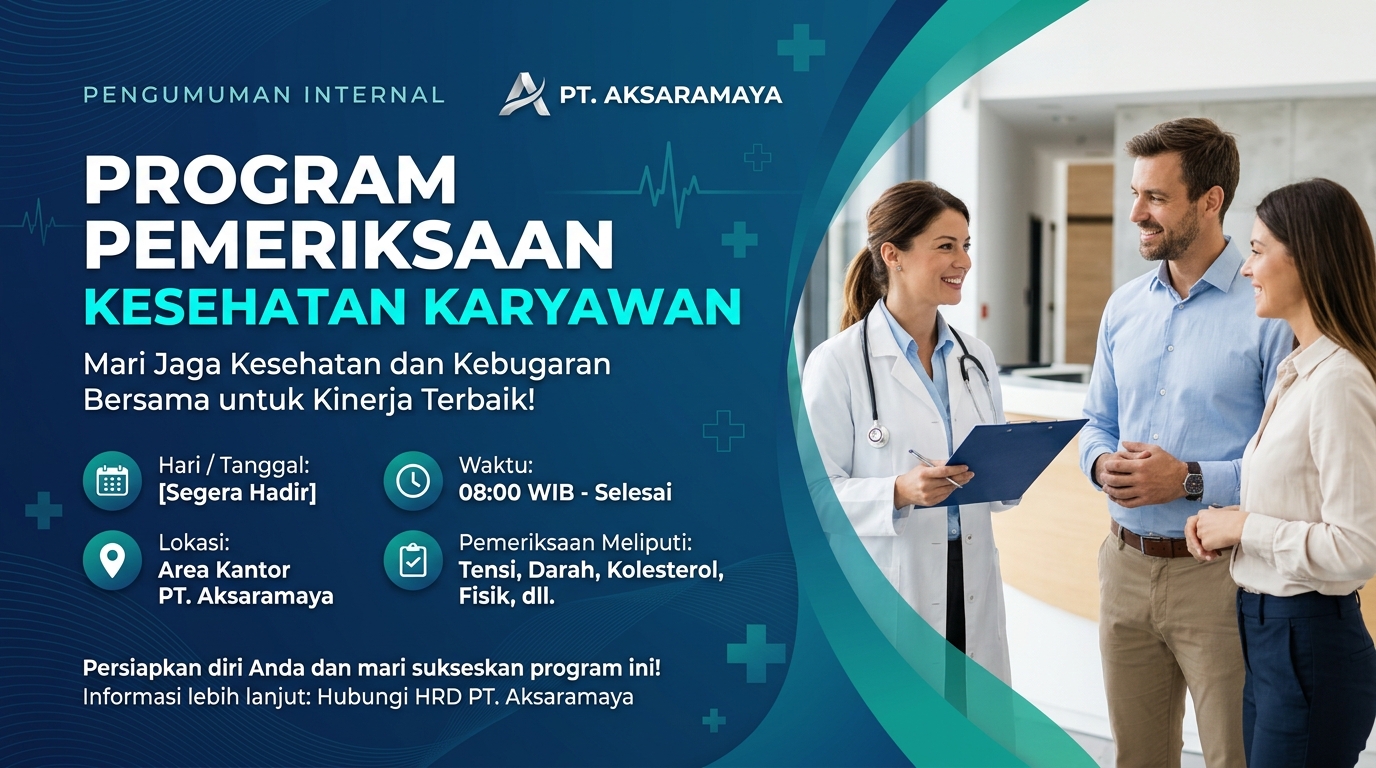 PENGUMUMAN INTERNAL
PT. AKSARAMAYA
PROGRAM
PEMERIKSAAN
KESEHATAN KARYAWAN
Mari Jaga Kesehatan dan Kebugaran
Bersama untuk Kinerja Terbaik!
Hari / Tanggal:
[Segera Hadir]
Waktu:
08:00 WIB - Selesai
Lokasi:
Area Kantor
PT. Aksaramaya
Pemeriksaan Meliputi:
Tensi, Darah, Kolesterol,
Fisik, dll.
Persiapkan diri Anda dan mari sukseskan program ini!
Informasi lebih lanjut: Hubungi HRD PT. Aksaramaya